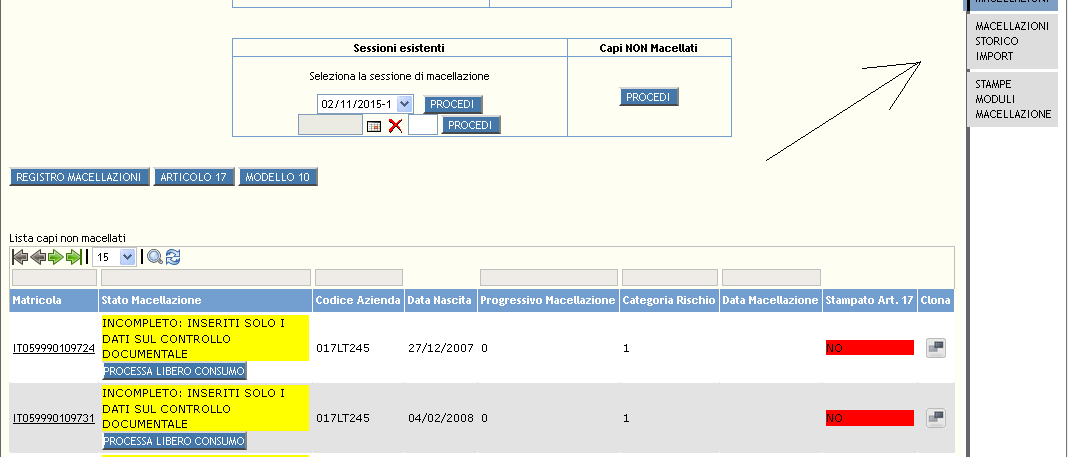 MACELLAZIONI
MACELLAZIONI
STORICO
IMPORT
STAMPE
MODULI
MACELLAZIONE
Sessioni esistenti
Capi NON Macellati
Seleziona la sessione di macellazione
02/11/2015-1
PROCEDI
PROCEDI
PROCEDI
REGISTRO MACELLAZIONI
ARTICOLO 17
MODELLO 10
Lista capi non macellati
15
Matricola Stato Macellazione Codice Azienda Data Nascita Progressivo Macellazione Categoria Rischio Data Macellazione Stampato Art. 17 Clona
IT059990109724
INCOMPLETO: INSERITI SOLO I
DATI SUL CONTROLLO
DOCUMENTALE
PROCESSA LIBERO CONSUMO
017LT245 27/12/2007 0 1 NO
IT059990109731
INCOMPLETO: INSERITI SOLO I
DATI SUL CONTROLLO
DOCUMENTALE
PROCESSA LIBERO CONSUMO
017LT245 04/02/2008 0 1 NO